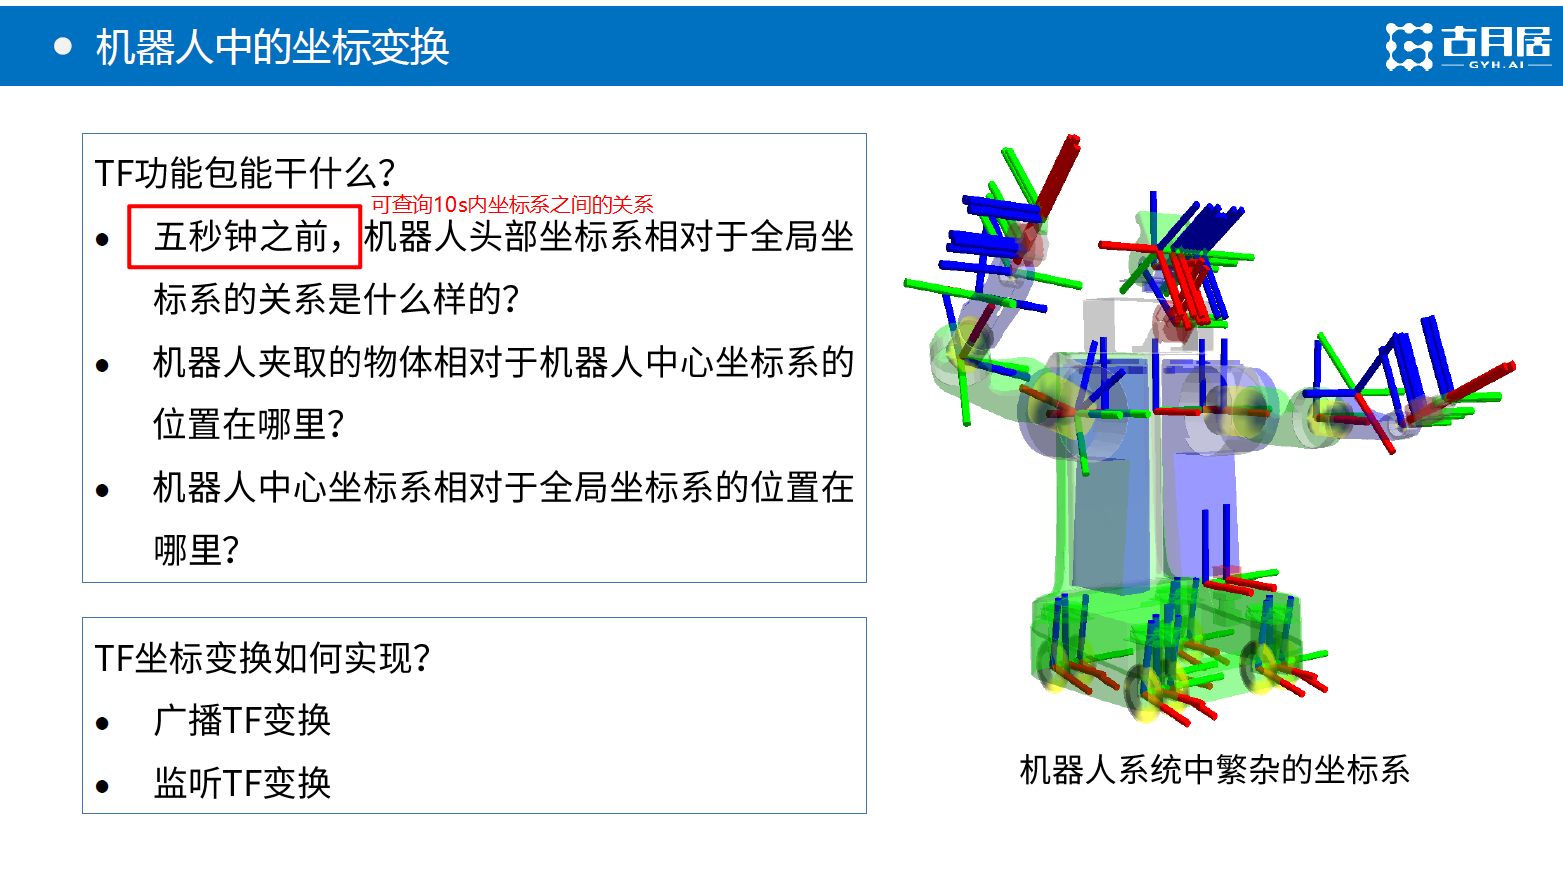 机器人中的坐标变换
古月居
GYH.AI
TF功能包能干什么？
可查询10s内坐标系之间的关系
● 五秒钟之前，机器人头部坐标系相对于全局坐
标系的关系是什么样的？
● 机器人夹取的物体相对于机器人中心坐标系的
位置在哪里？
● 机器人中心坐标系相对于全局坐标系的位置在
哪里？
TF坐标变换如何实现？
● 广播TF变换
● 监听TF变换
机器人系统中繁杂的坐标系